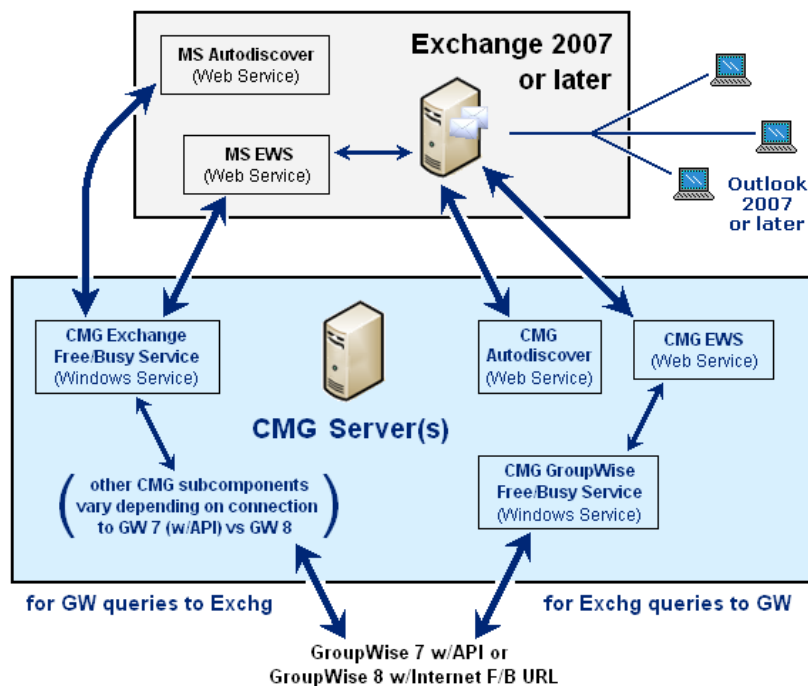 MS Autodiscover
(Web Service)
Exchange 2007
or later
MS EWS
(Web Service)
Outlook
2007
or later
CMG Exchange
Free/Busy Service
(Windows Service)
CMG
Autodiscover
(Web Service)
CMG EWS
(Web Service)
CMG Server(s)
( other CMG subcomponents
vary depending on connection
to GW 7 (w/API) vs GW 8 )
CMG GroupWise
Free/Busy Service
(Windows Service)
for GW queries to Exchg
for Exchg queries to GW
GroupWise 7 w/API or
GroupWise 8 w/Internet F/B URL